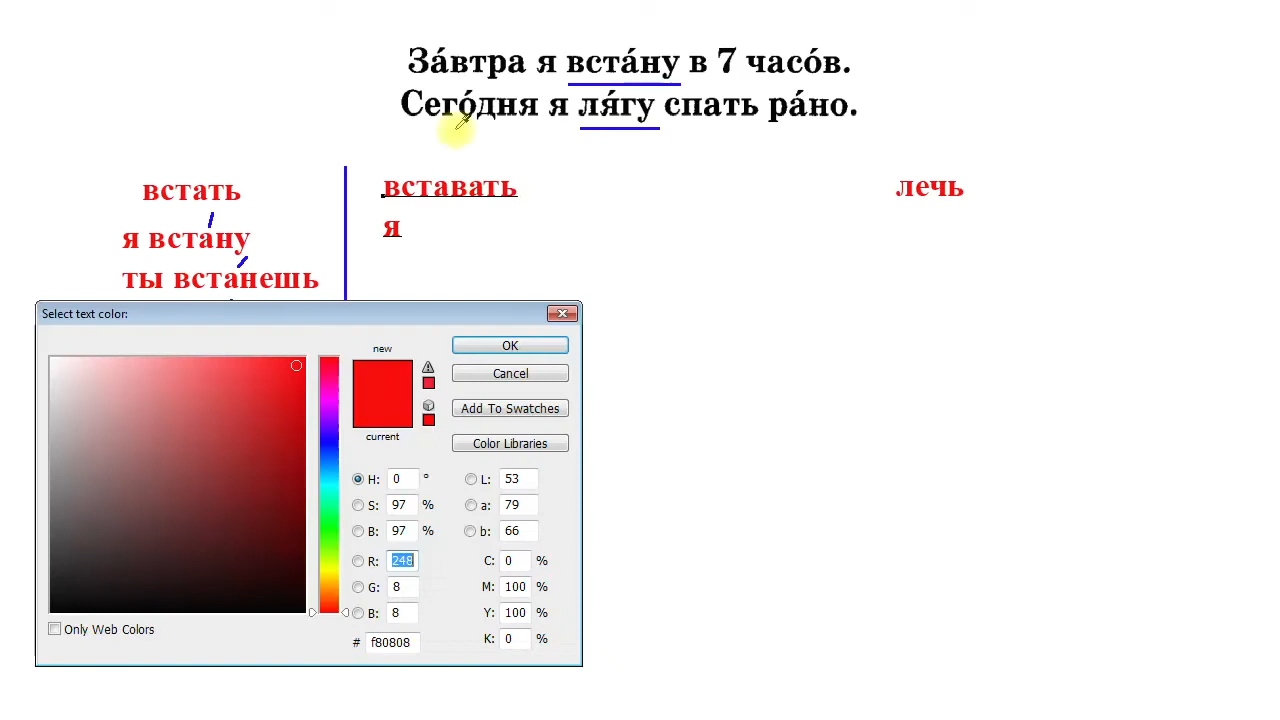 За́втра я вста́ну в 7 часо́в.
Сего́дня я ля́гу спать ра́но.
встать
я встану
ты встанешь
вставать
я
лечь
Select text color:
new
current
OK
Cancel
Add To Swatches
Color Libraries
H: 0 °
S: 97 %
B: 97 %
R: 248
G: 8
B: 8
# f80808
L: 53
a: 79
b: 66
C: 0 %
M: 100 %
Y: 100 %
K: 0 %
Only Web Colors